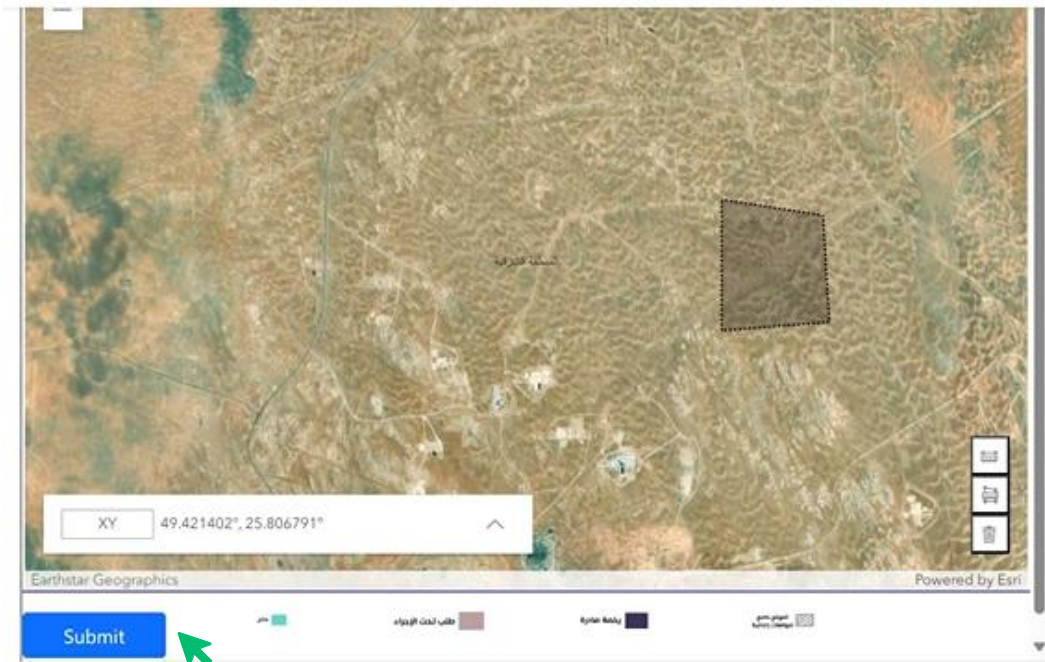 XY 49.421402°, 25.806791°
Earthstar Geographics
Powered by Esri
Submit
طلب تحت الإجراء
رخصة صادرة